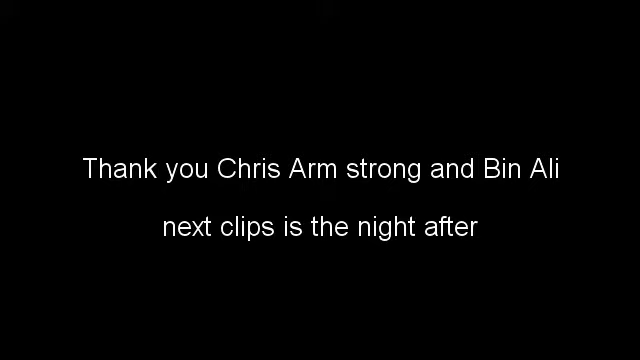 Thank you Chris Arm strong and Bin Ali
next clips is the night after